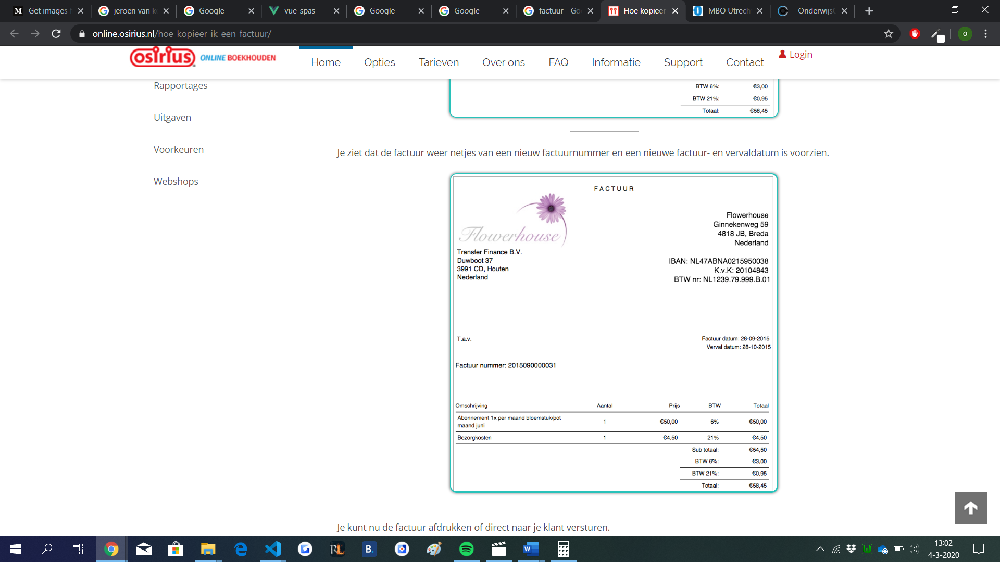 Get images f
jeroen van k
Google
vue-spas
Google
Google
factuur - Go
Hoe kopieer
MBO Utrech
- Onderwijs
online.osirius.nl/hoe-kopieer-ik-een-factuur/
o
osirius ONLINE BOEKHOUDEN
Home Opties Tarieven Over ons FAQ Informatie Support Contact Login
Rapportages
Uitgaven
Voorkeuren
Webshops
BTW 6%: €3,00
BTW 21%: €0,95
Totaal: €58,45
Je ziet dat de factuur weer netjes van een nieuw factuurnummer en een nieuwe factuur- en vervaldatum is voorzien.
FACTUUR
Flowerhouse
Flowerhouse
Ginnekenweg 59
4818 JB, Breda
Nederland
Transfer Finance B.V.
Duwboot 37
3991 CD, Houten
Nederland
IBAN: NL47ABNA0215950038
K.v.K: 20104843
BTW nr: NL1239.79.999.B.01
T.a.v.
Factuur datum: 28-09-2015
Verval datum: 28-10-2015
Factuur nummer: 2015090000031
Omschrijving Aantal Prijs BTW Totaal
Abonnement 1x per maand bloemstuk/pot
maand juni 1 €50,00 6% €50,00
Bezorgkosten 1 €4,50 21% €4,50
Sub totaal: €54,50
BTW 6%: €3,00
BTW 21%: €0,95
Totaal: €58,45
Je kunt nu de factuur afdrukken of direct naar je klant versturen.
13:02
4-3-2020